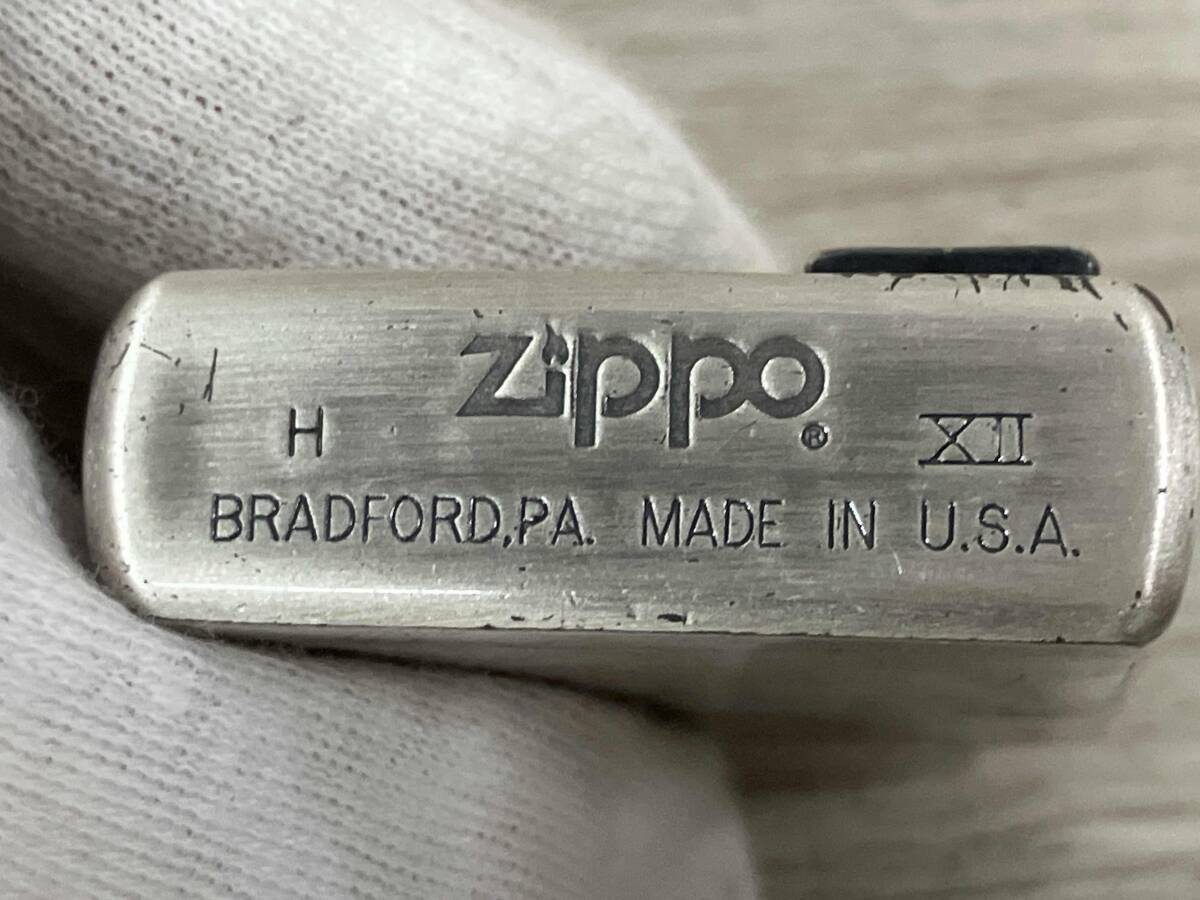 Zippo ®
H XII
BRADFORD,PA. MADE IN U.S.A.